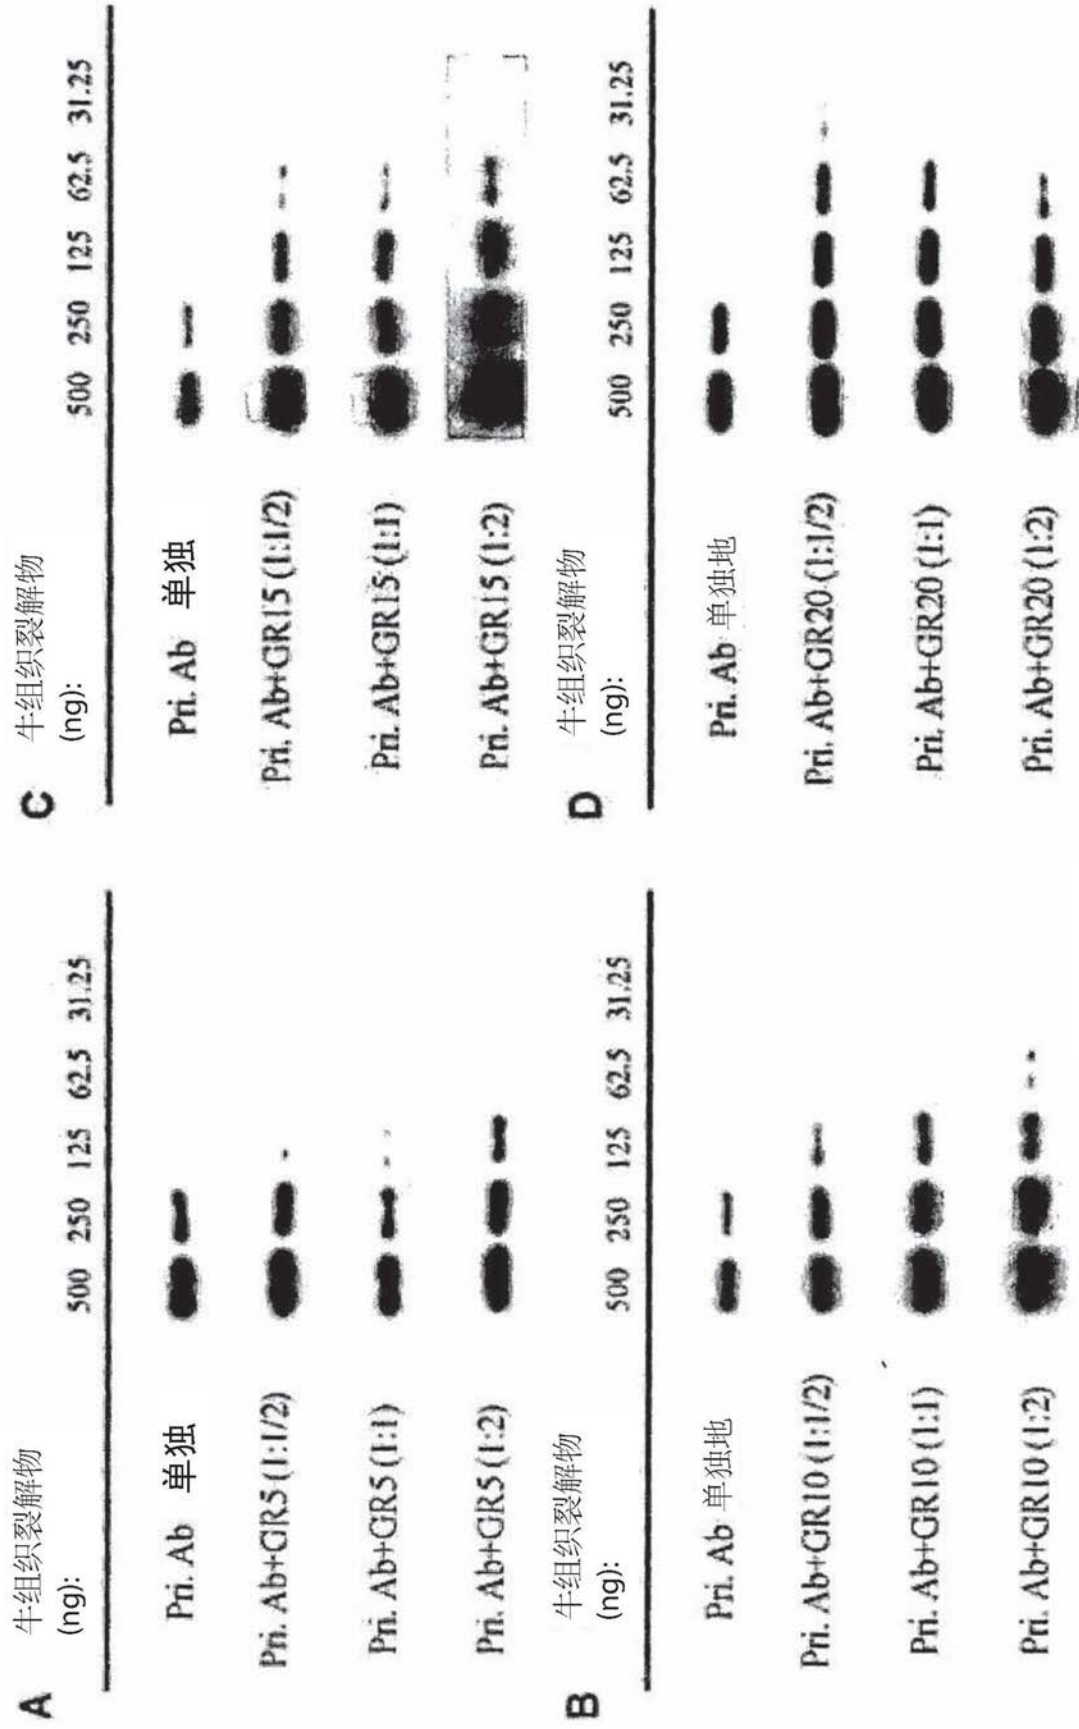 A
牛组织裂解物
(ng): 500 250 125 62.5 31.25
Pri. Ab 单独
Pri. Ab+GR5 (1:1/2)
Pri. Ab+GR5 (1:1)
Pri. Ab+GR5 (1:2)
B
牛组织裂解物
(ng): 500 250 125 62.5 31.25
Pri. Ab 单独地
Pri. Ab+GR10 (1:1/2)
Pri. Ab+GR10 (1:1)
Pri. Ab+GR10 (1:2)
C
牛组织裂解物
(ng): 500 250 125 62.5 31.25
Pri. Ab 单独
Pri. Ab+GR15 (1:1/2)
Pri. Ab+GR15 (1:1)
Pri. Ab+GR15 (1:2)
D
牛组织裂解物
(ng): 500 250 125 62.5 31.25
Pri. Ab 单独地
Pri. Ab+GR20 (1:1/2)
Pri. Ab+GR20 (1:1)
Pri. Ab+GR20 (1:2)